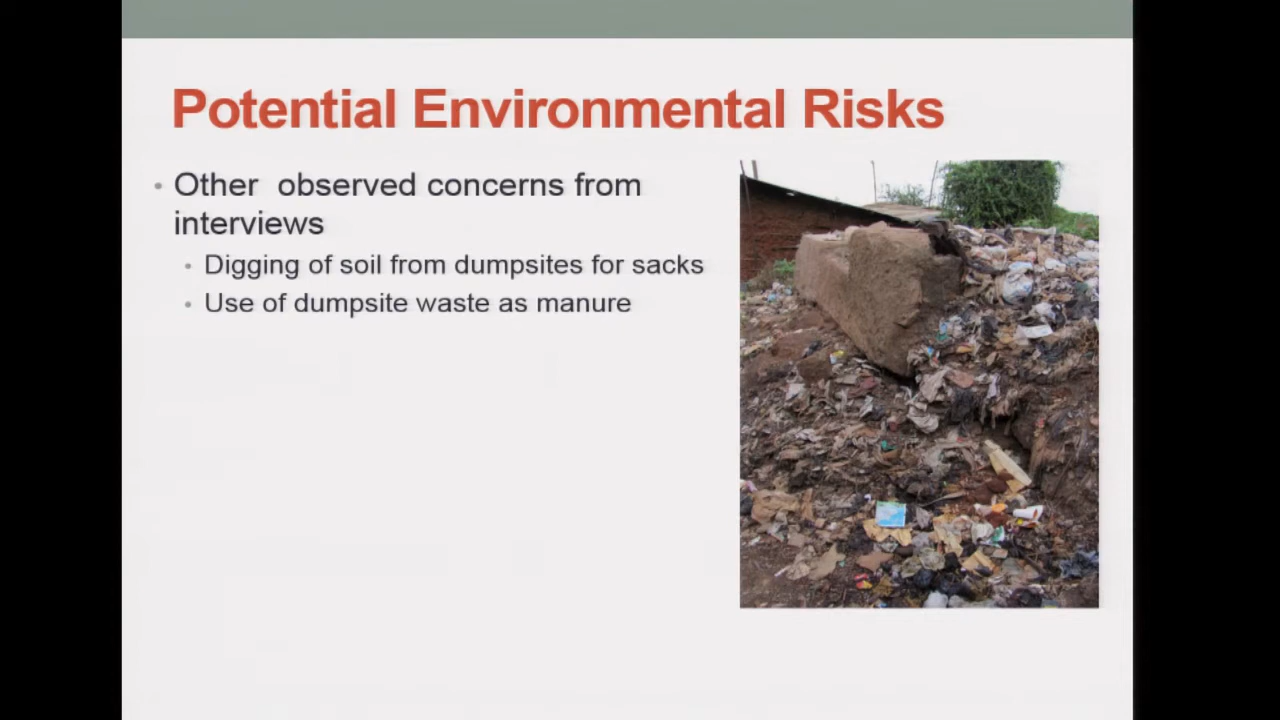 Potential Environmental Risks
• Other observed concerns from
interviews
• Digging of soil from dumpsites for sacks
• Use of dumpsite waste as manure